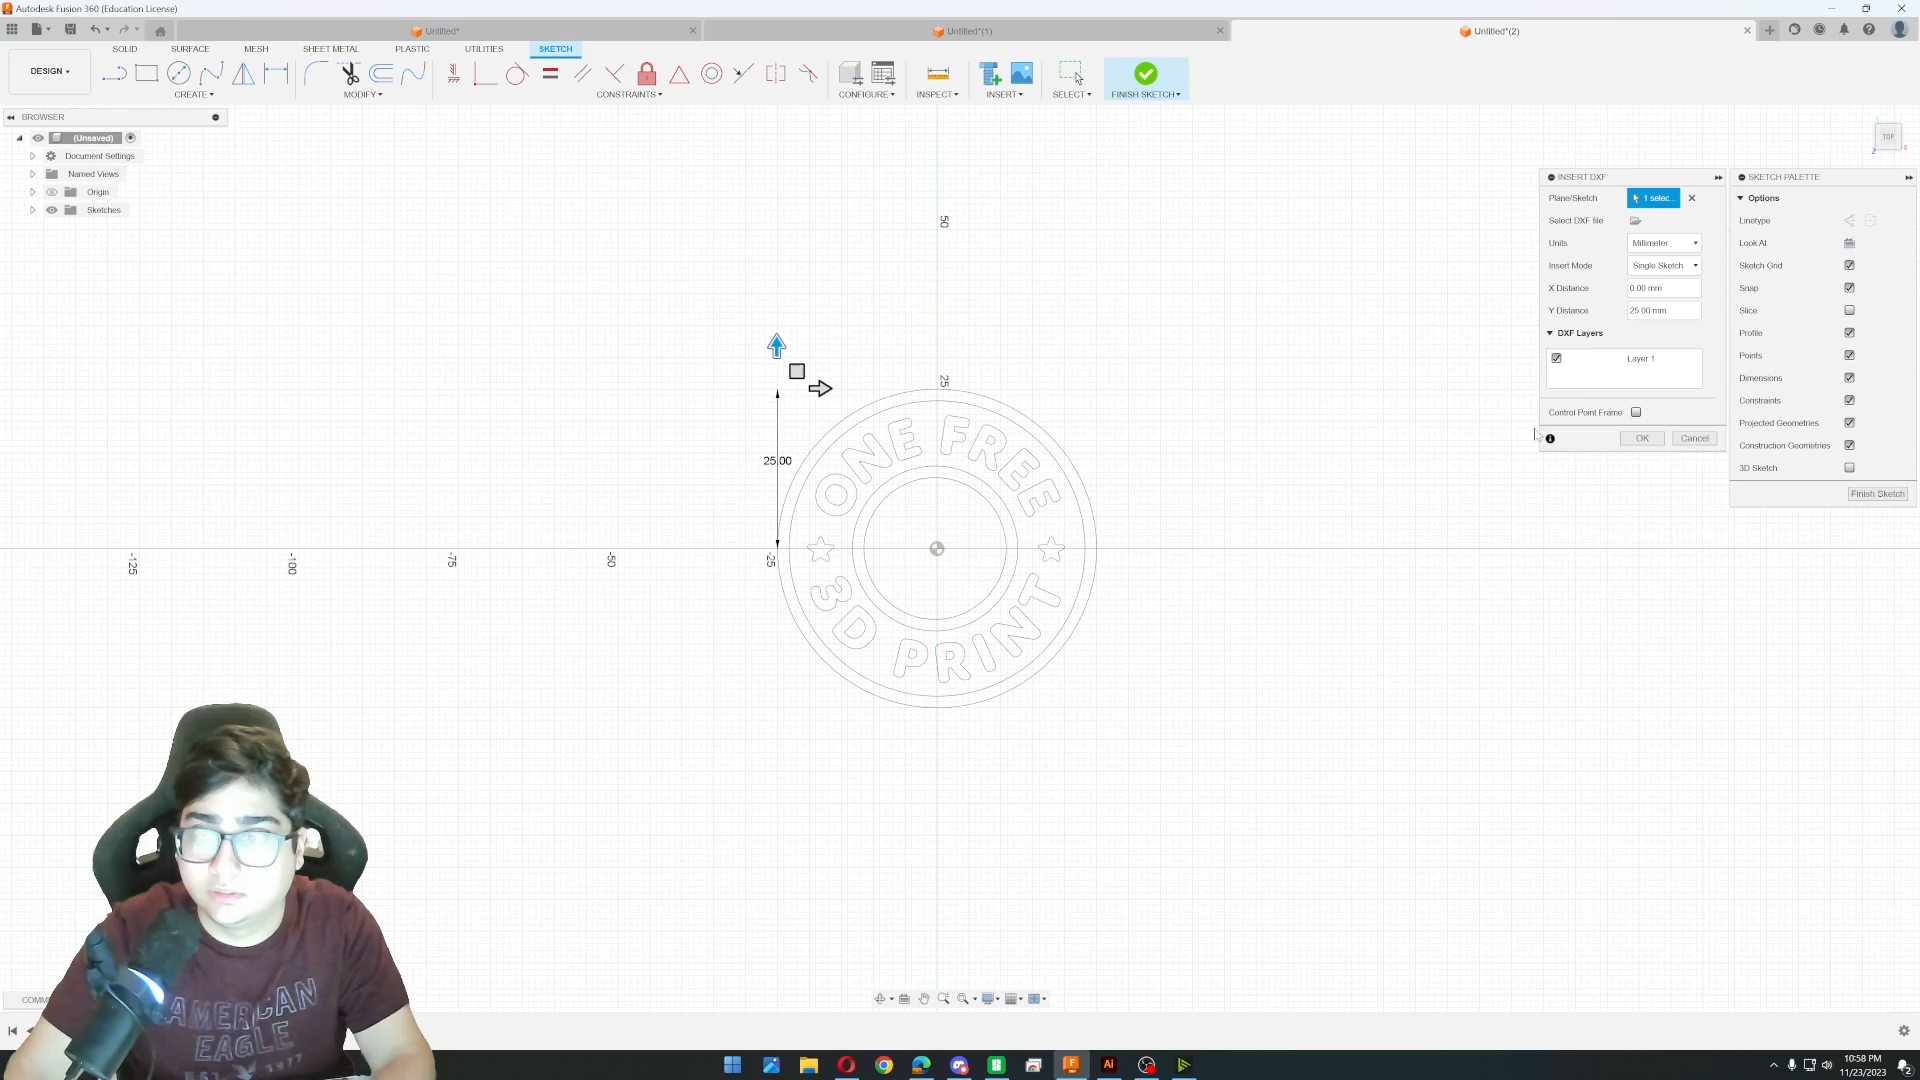 Autodesk Fusion 360 (Education License)
Untitled*
Untitled*(1)
Untitled*(2)
SOLID
SURFACE
MESH
SHEET METAL
PLASTIC
UTILITIES
SKETCH
DESIGN
CREATE
MODIFY
CONSTRAINTS
CONFIGURE
INSPECT
INSERT
SELECT
FINISH SKETCH
BROWSER
(Unsaved)
Document Settings
Named Views
Origin
Sketches
TOP
X
Z
INSERT DXF
Plane/Sketch
1 selec...
Select DXF file
Units
Millimeter
Insert Mode
Single Sketch
X Distance
0.00 mm
Y Distance
25.00 mm
DXF Layers
Layer 1
Control Point Frame
OK
Cancel
SKETCH PALETTE
Options
Linetype
Look At
Sketch Grid
Snap
Slice
Profile
Points
Dimensions
Constraints
Projected Geometries
Construction Geometries
3D Sketch
Finish Sketch
50
25
25.00
-125
-100
-75
-50
-25
ONE FREE
3D PRINT
COMM
AMERICAN
EAGLE
EST 1977
Ai
10:58 PM
11/23/2023
2